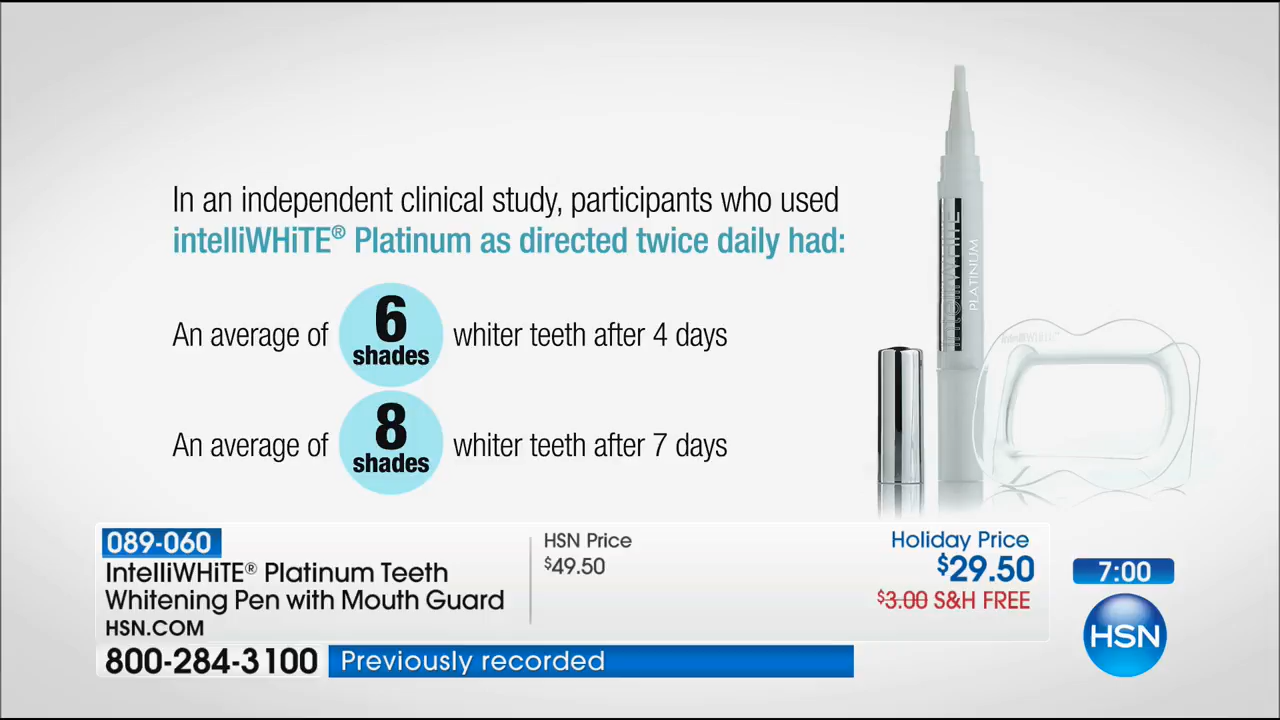 In an independent clinical study, participants who used
intelliWHiTE® Platinum as directed twice daily had:
An average of 6 shades whiter teeth after 4 days
An average of 8 shades whiter teeth after 7 days
intelliWHiTE
PLATINUM
intelliWHiTE™
089-060
IntelliWHiTE® Platinum Teeth
Whitening Pen with Mouth Guard
HSN.COM
HSN Price
$49.50
Holiday Price
$29.50
$3.00 S&H FREE
7:00
HSN
800-284-3100
Previously recorded